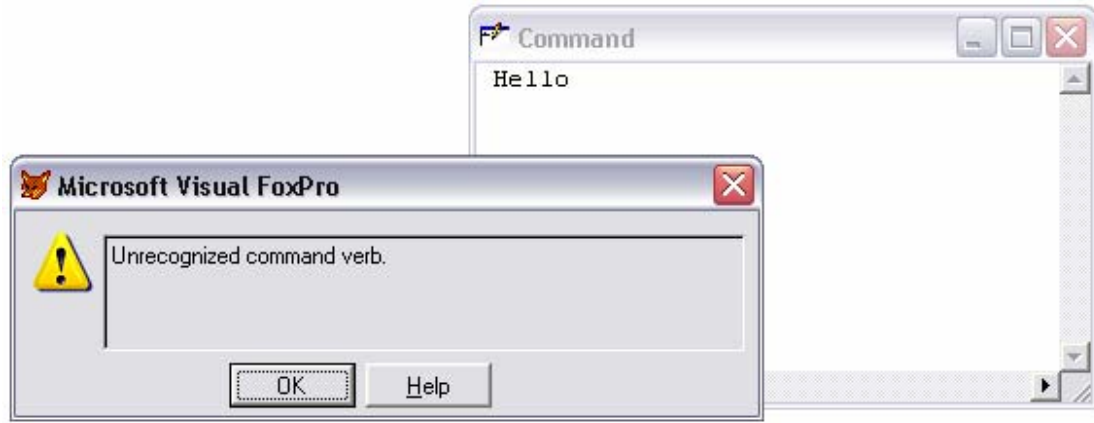 Command
Hello
Microsoft Visual FoxPro
Unrecognized command verb.
OK
Help